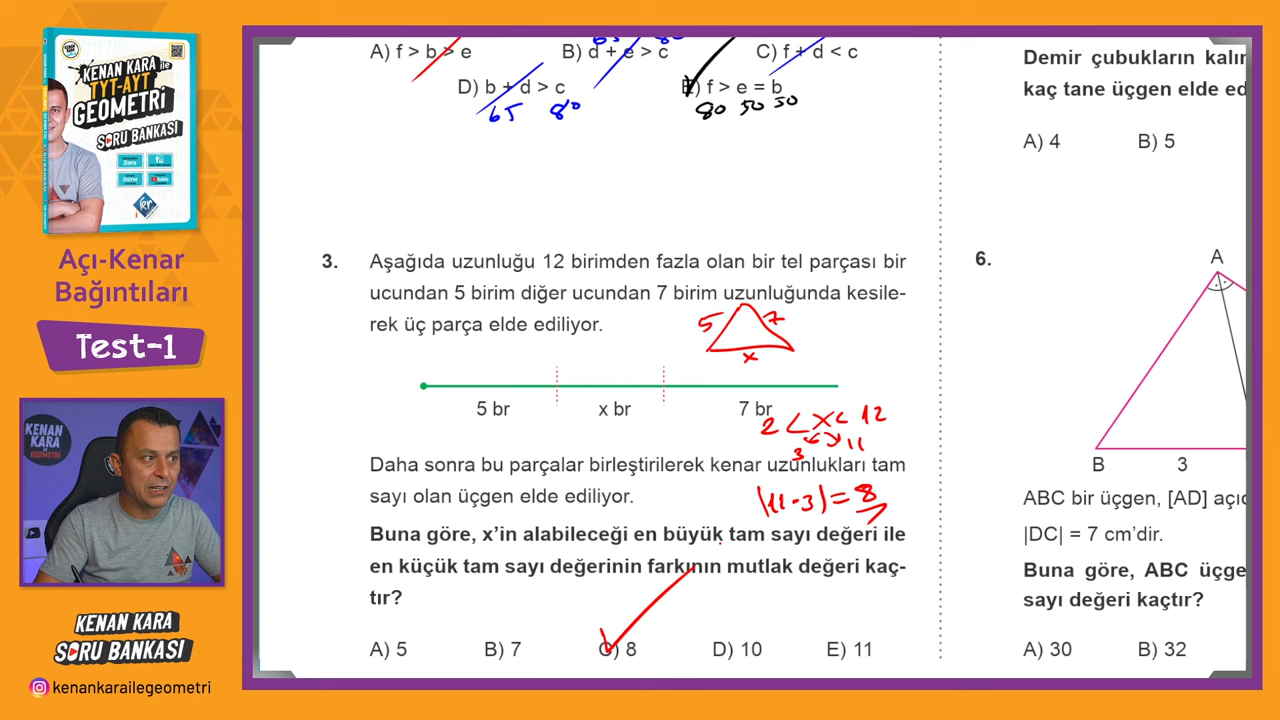 KENAN KARA ile
TYT-AYT
GEOMETRİ
SORU BANKASI
Açı-Kenar
Bağıntıları
Test-1
KENAN
KARA
ile
GEOMETRİ
KENAN KARA
SORU BANKASI
kenankarailegeometri
A) f > b > e B) d + e > c C) f + d < c
D) b + d > c E) f > e = b
65 80 80 50 50
3. Aşağıda uzunluğu 12 birimden fazla olan bir tel parçası bir
ucundan 5 birim diğer ucundan 7 birim uzunluğunda kesile-
rek üç parça elde ediliyor.
5 7
x
5 br x br 7 br
2 < x < 12
3 11
Daha sonra bu parçalar birleştirilerek kenar uzunlukları tam
sayı olan üçgen elde ediliyor.
|11-3| = 8
Buna göre, x’in alabileceği en büyük tam sayı değeri ile
en küçük tam sayı değerinin farkının mutlak değeri kaç-
tır?
A) 5 B) 7 C) 8 D) 10 E) 11
Demir çubukların kalın
kaç tane üçgen elde ed
A) 4 B) 5
6.
A
B 3
ABC bir üçgen, [AD] açıo
|DC| = 7 cm’dir.
Buna göre, ABC üçge
sayı değeri kaçtır?
A) 30 B) 32